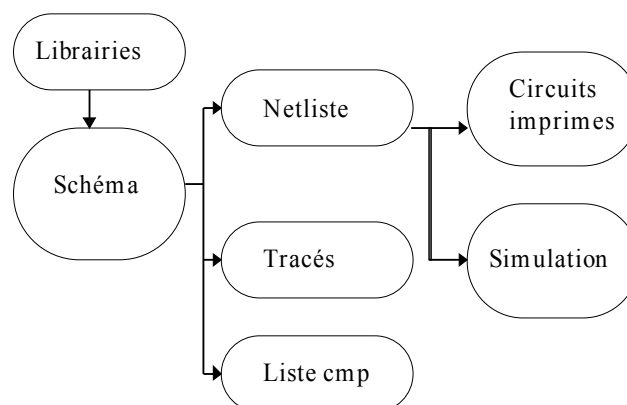 Librairies
Schéma
Netliste
Tracés
Liste cmp
Circuits
imprimes
Simulation